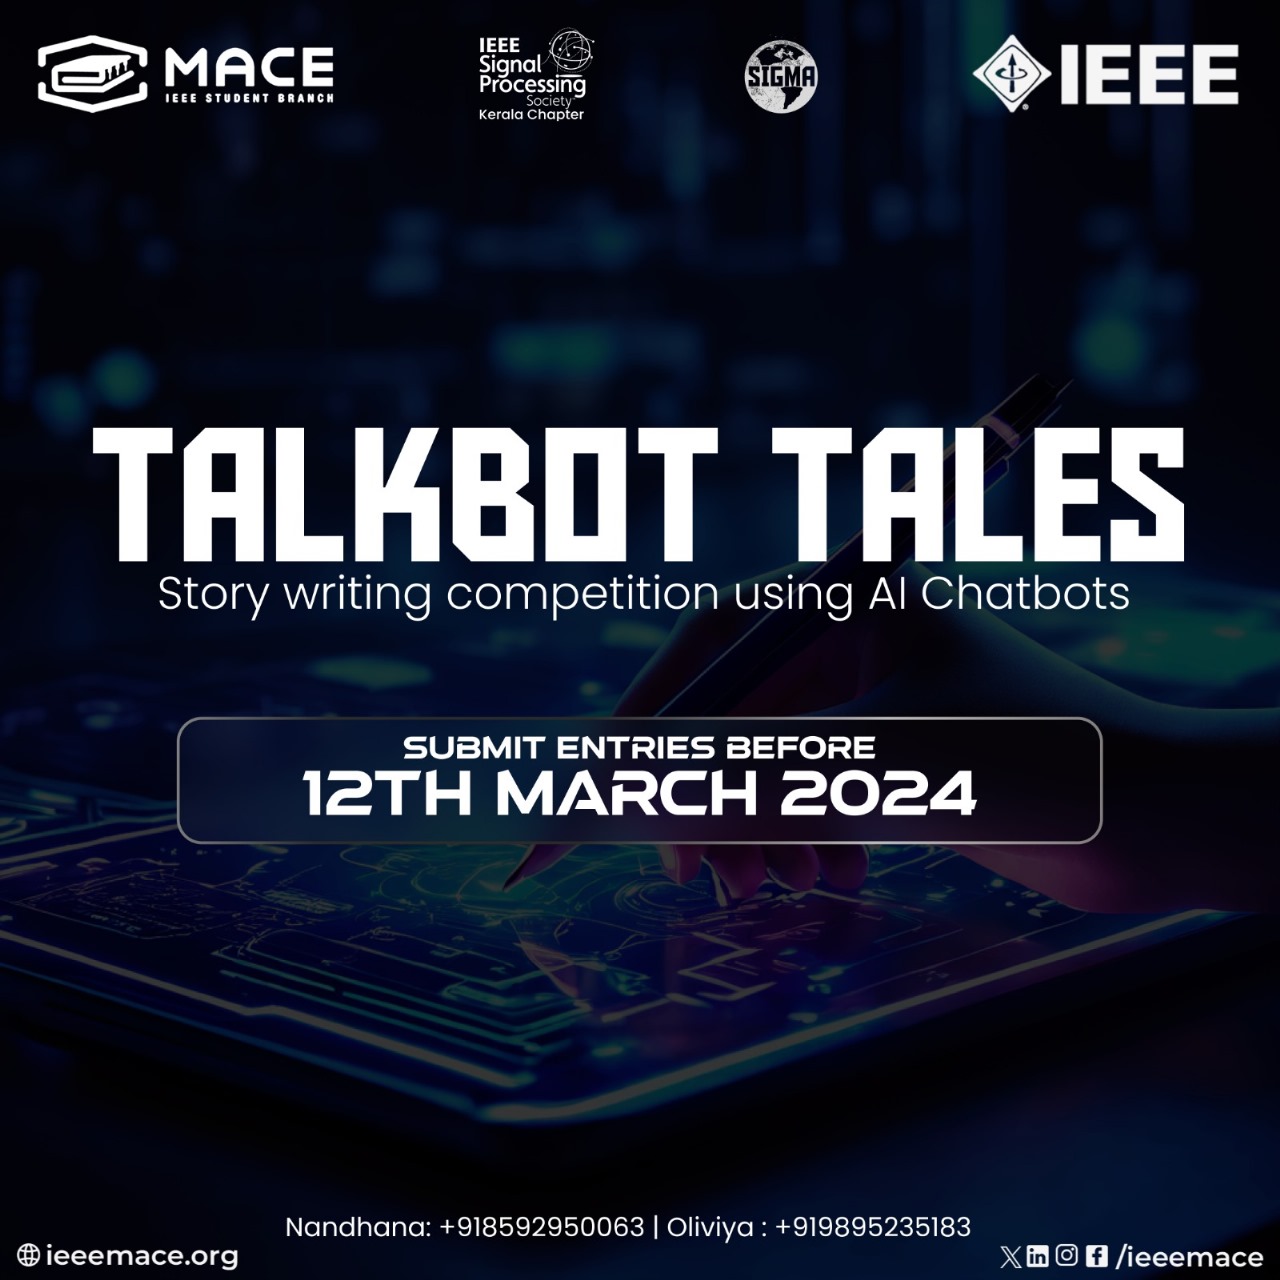 MACE
IEEE STUDENT BRANCH
IEEE
Signal
Processing
Society
Kerala Chapter
SIGMA
IEEE
TALKBOT TALES
Story writing competition using AI Chatbots
SUBMIT ENTRIES BEFORE
12TH MARCH 2024
Nandhana: +918592950063 | Oliviya : +919895235183
ieeemace.org
/ieeemace